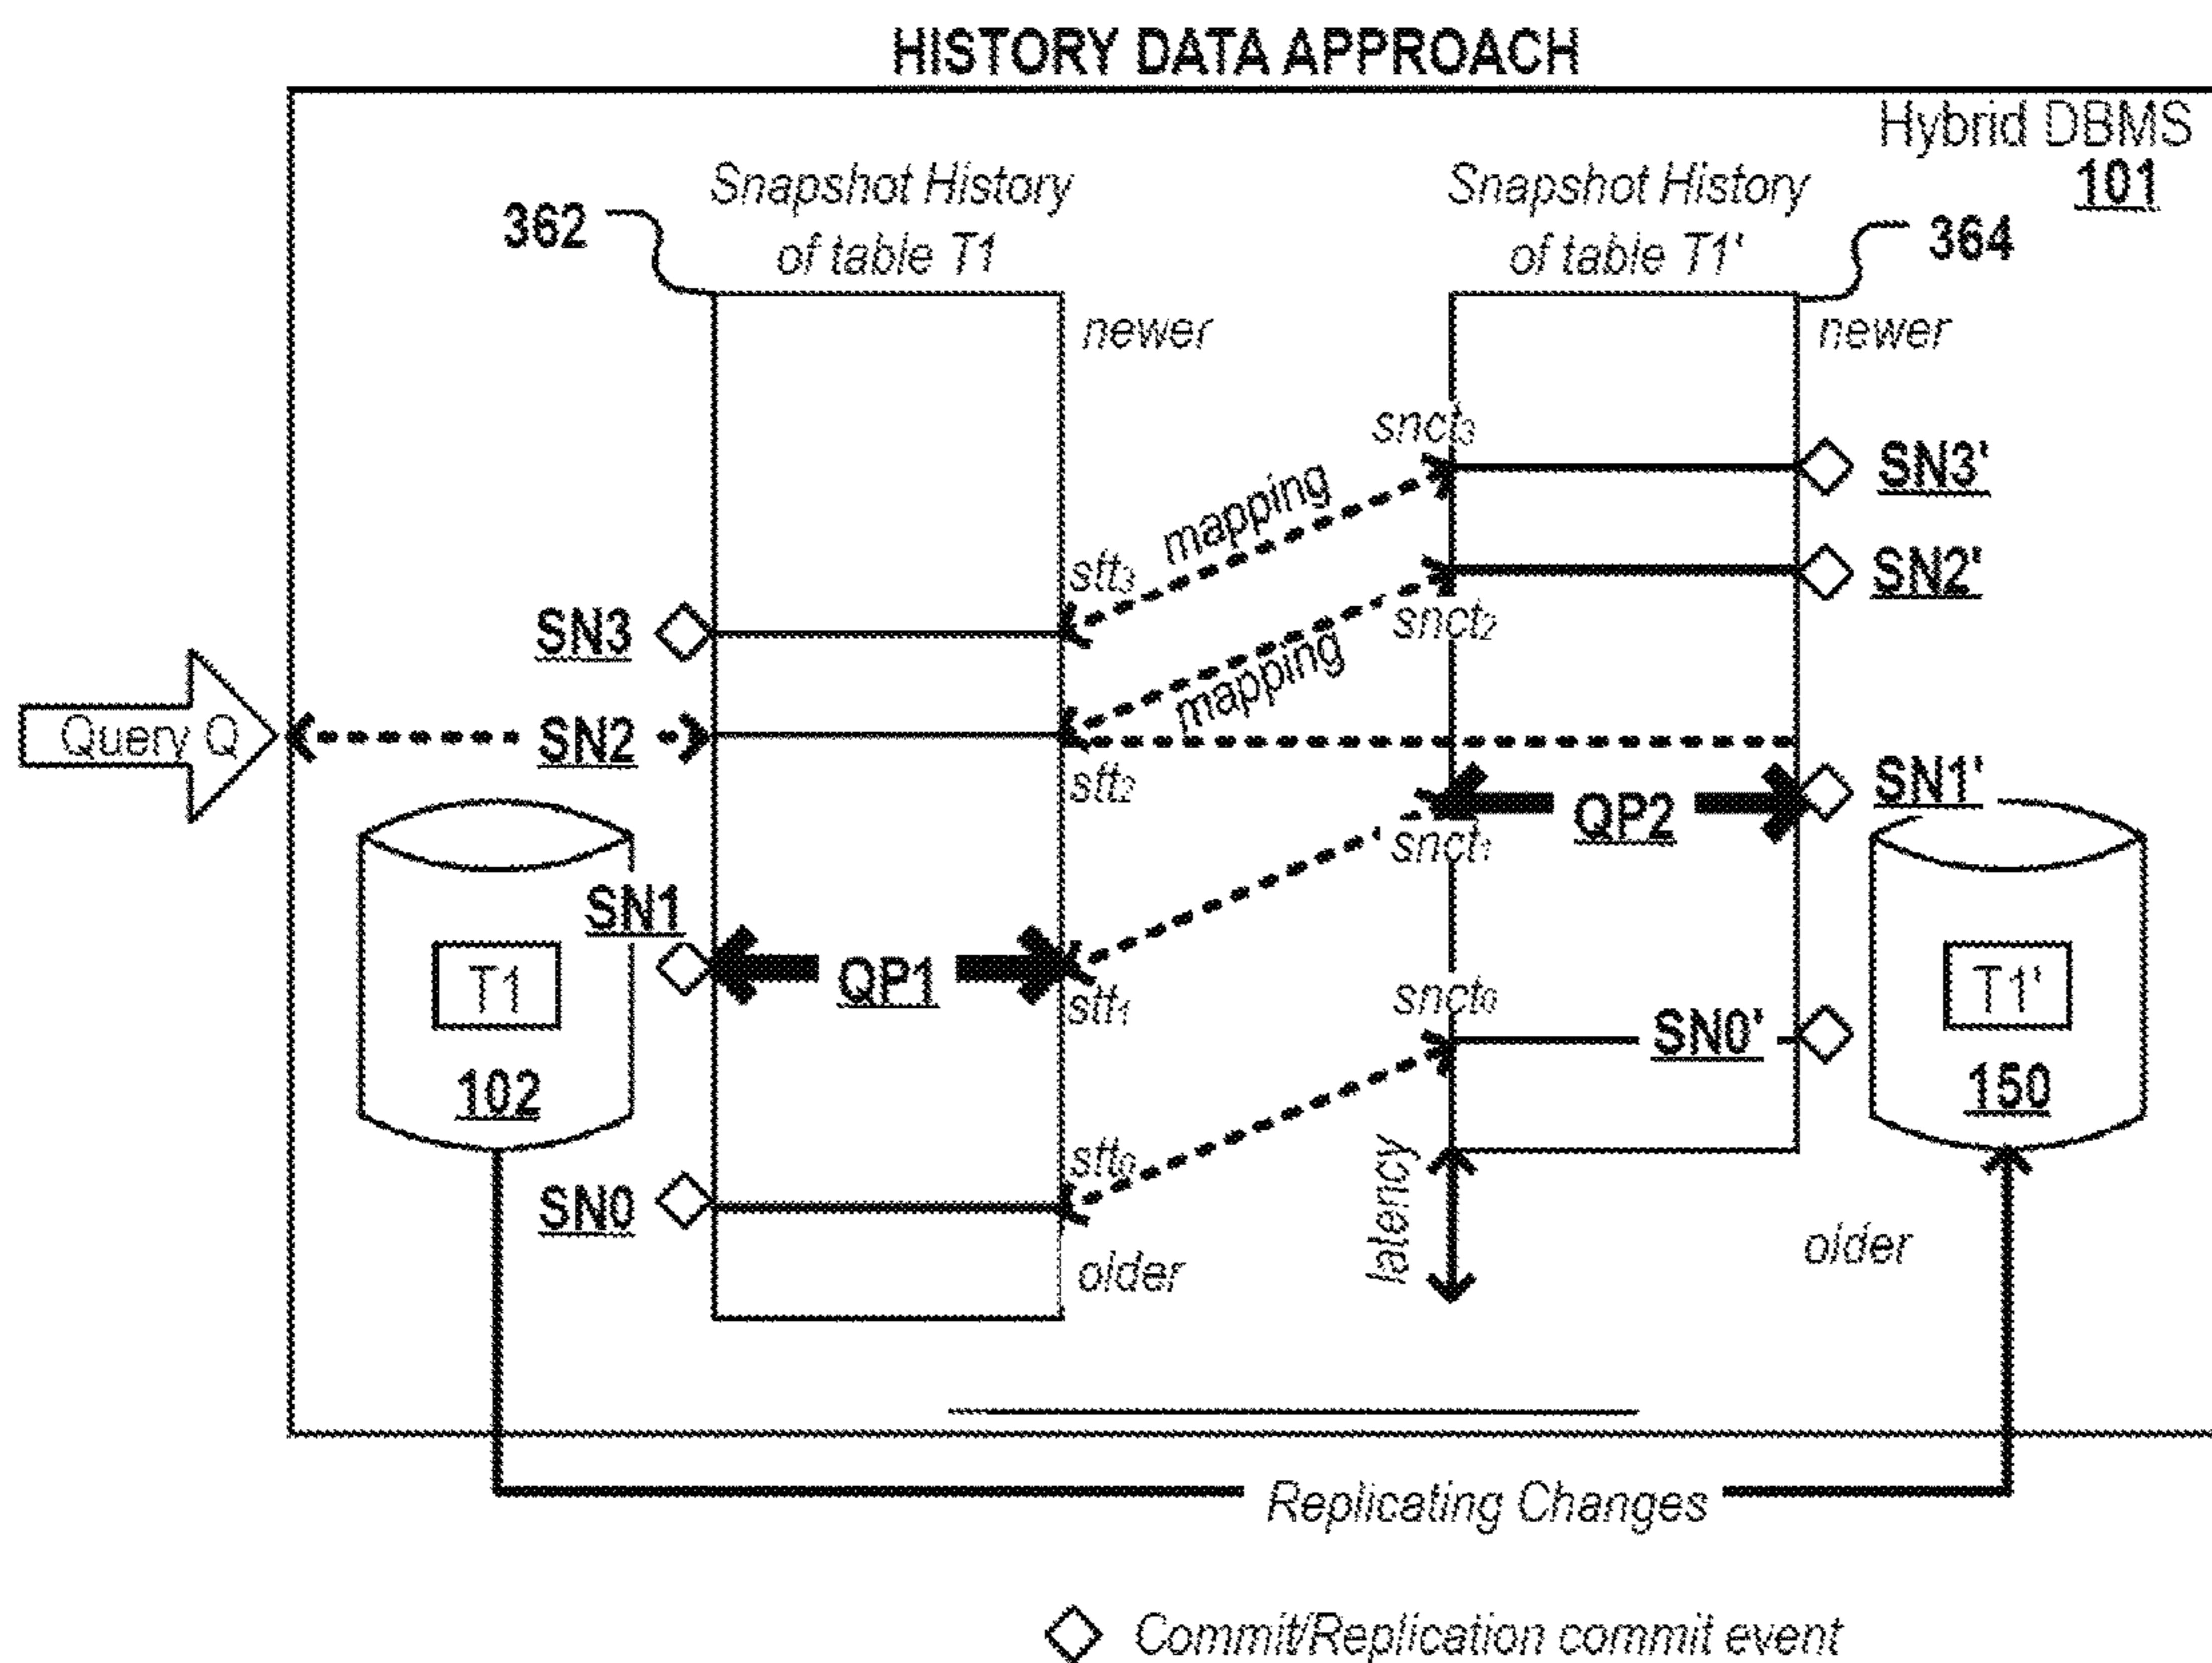 HISTORY DATA APPROACH
Hybrid DBMS
101
Snapshot History
of table T1
Snapshot History
of table T1'
362
364
newer
newer
snct3
SN3'
mapping
stt3
SN2'
snct2
SN3
mapping
Query Q
SN2
stt2
SN1'
QP2
snct1
SN1
QP1
T1
stt1
snct0
T1'
SN0'
102
150
stt0
latency
SN0
older
older
Replicating Changes
Commit/Replication commit event